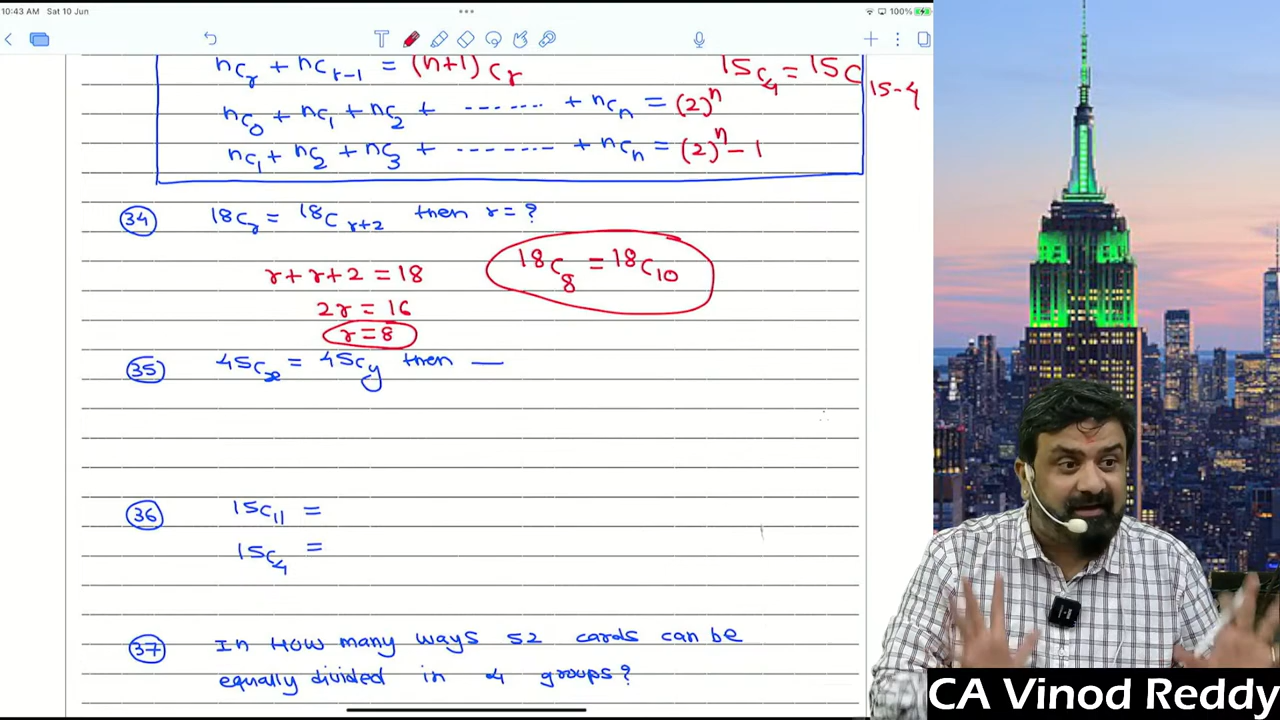 10:43 AM Sat 10 Jun
100%
nCr + nCr-1 = (n+1)Cr
15C4 = 15C15-4
nC0 + nC1 + nC2 + ....... + nCn = (2)^n
nC1 + nC2 + nC3 + ....... + nCn = (2)^n - 1
34 18Cr = 18Cr+2 then r = ?
r + r + 2 = 18
18C8 = 18C10
2r = 16
r = 8
35 45Cx = 45Cy then —
36 15C11 =
15C4 =
37 In How many ways 52 cards can be
equally divided in 4 groups?
CA Vinod Reddy